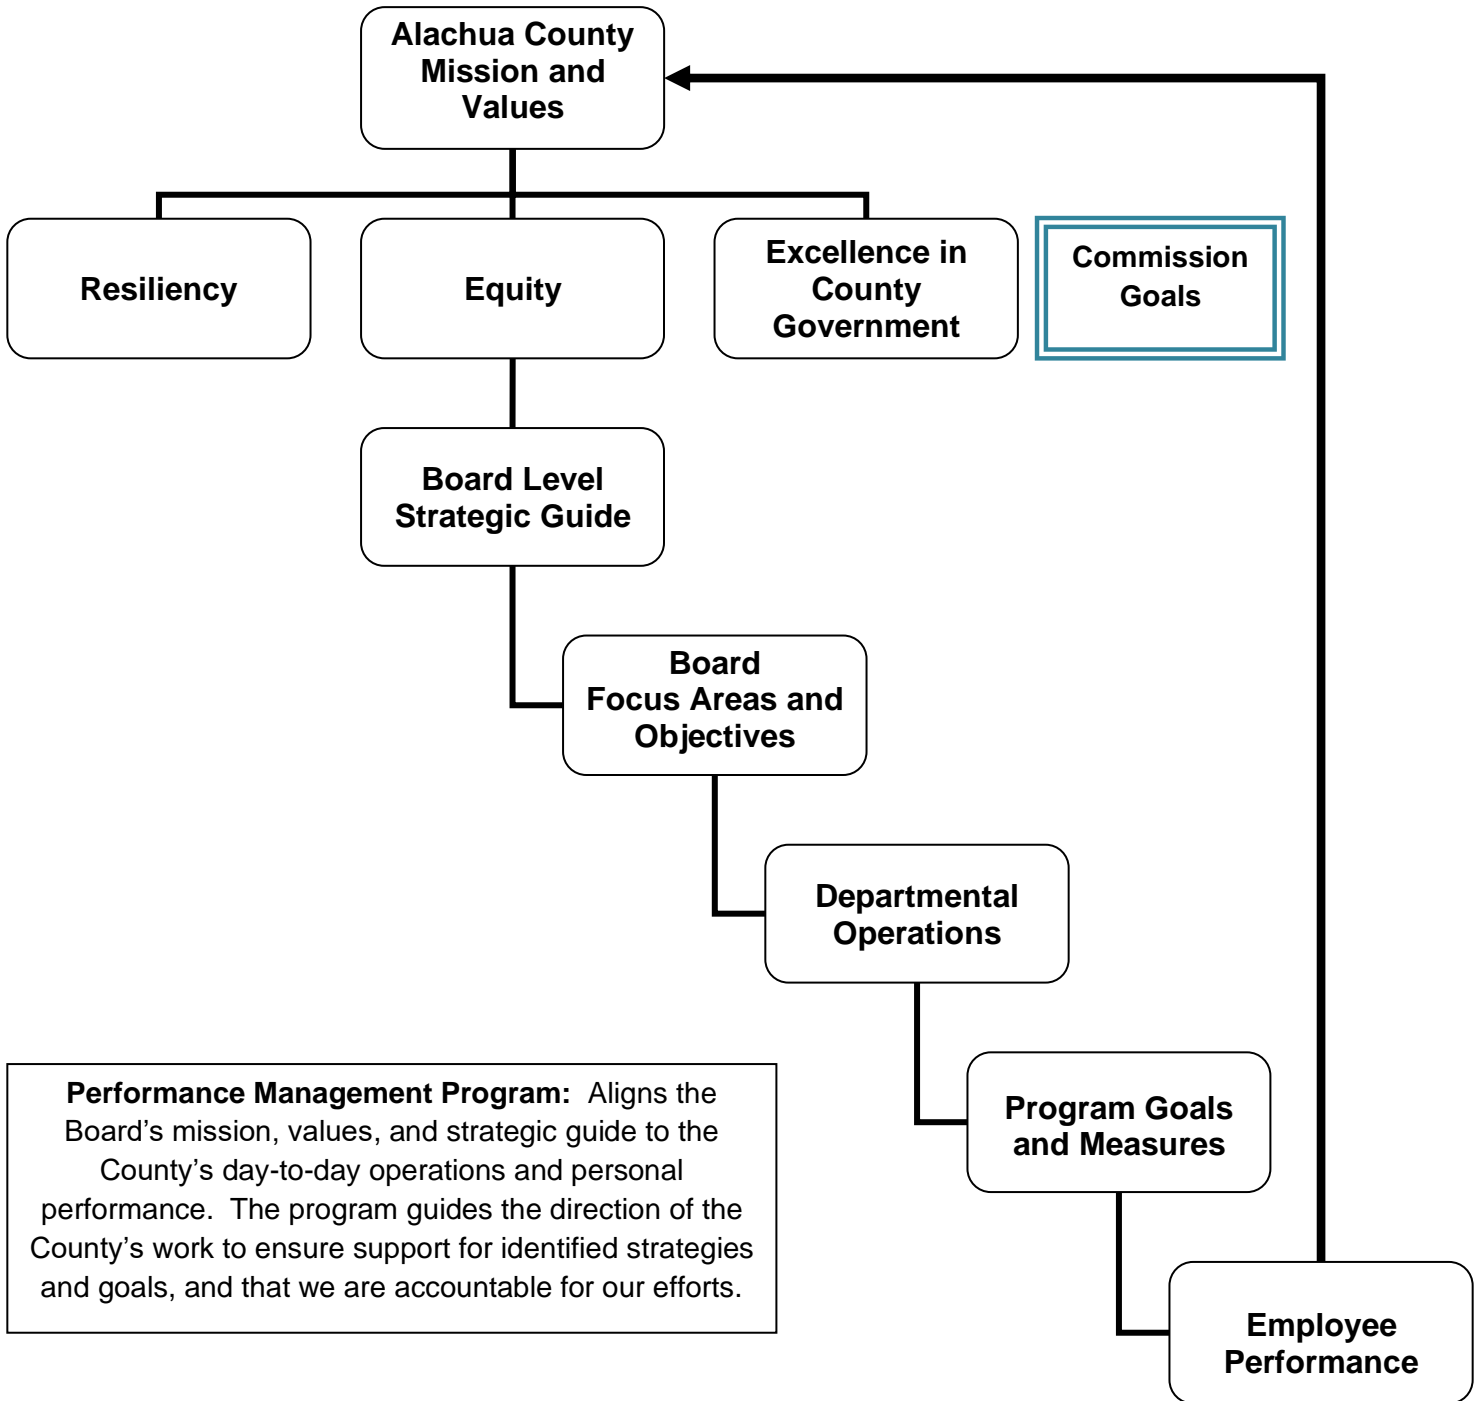 Alachua County
Mission and
Values
Resiliency
Equity
Excellence in
County
Government
Commission
Goals
Board Level
Strategic Guide
Board
Focus Areas and
Objectives
Departmental
Operations
Program Goals
and Measures
Performance Management Program: Aligns the
Board’s mission, values, and strategic guide to the
County’s day-to-day operations and personal
performance. The program guides the direction of the
County’s work to ensure support for identified strategies
and goals, and that we are accountable for our efforts.
Employee
Performance